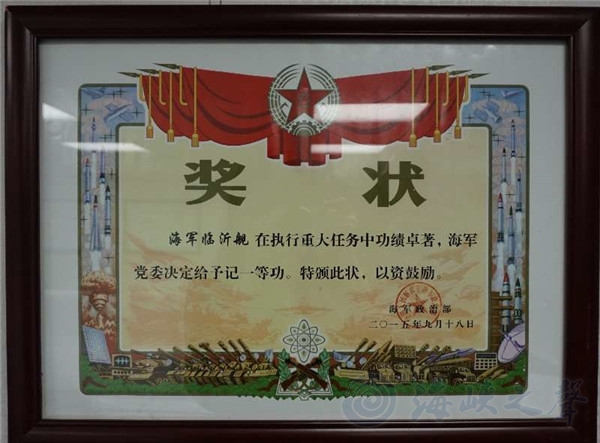 奖 状
海军临沂舰在执行重大任务中功绩卓著，海军
党委决定给予记一等功。特颁此状，以资鼓励。
海军政治部
二〇一五年九月十八日
海峡之声